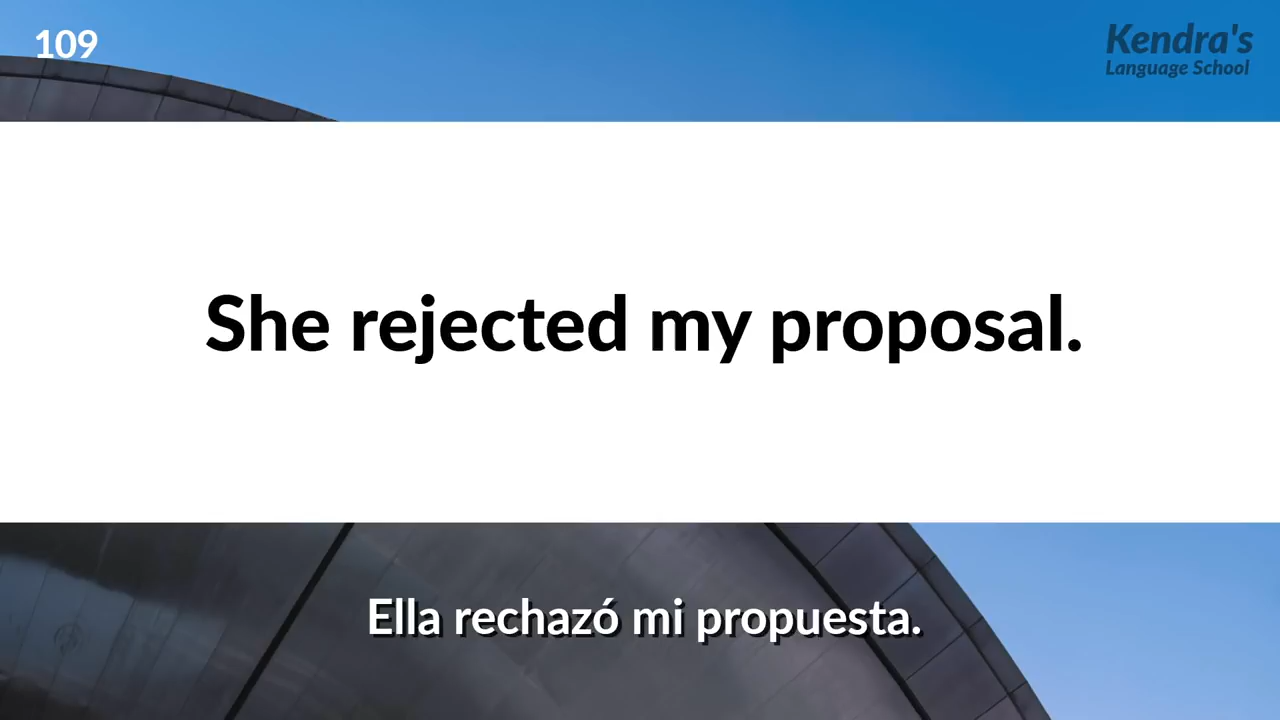 109
Kendra's
Language School
She rejected my proposal.
Ella rechazó mi propuesta.